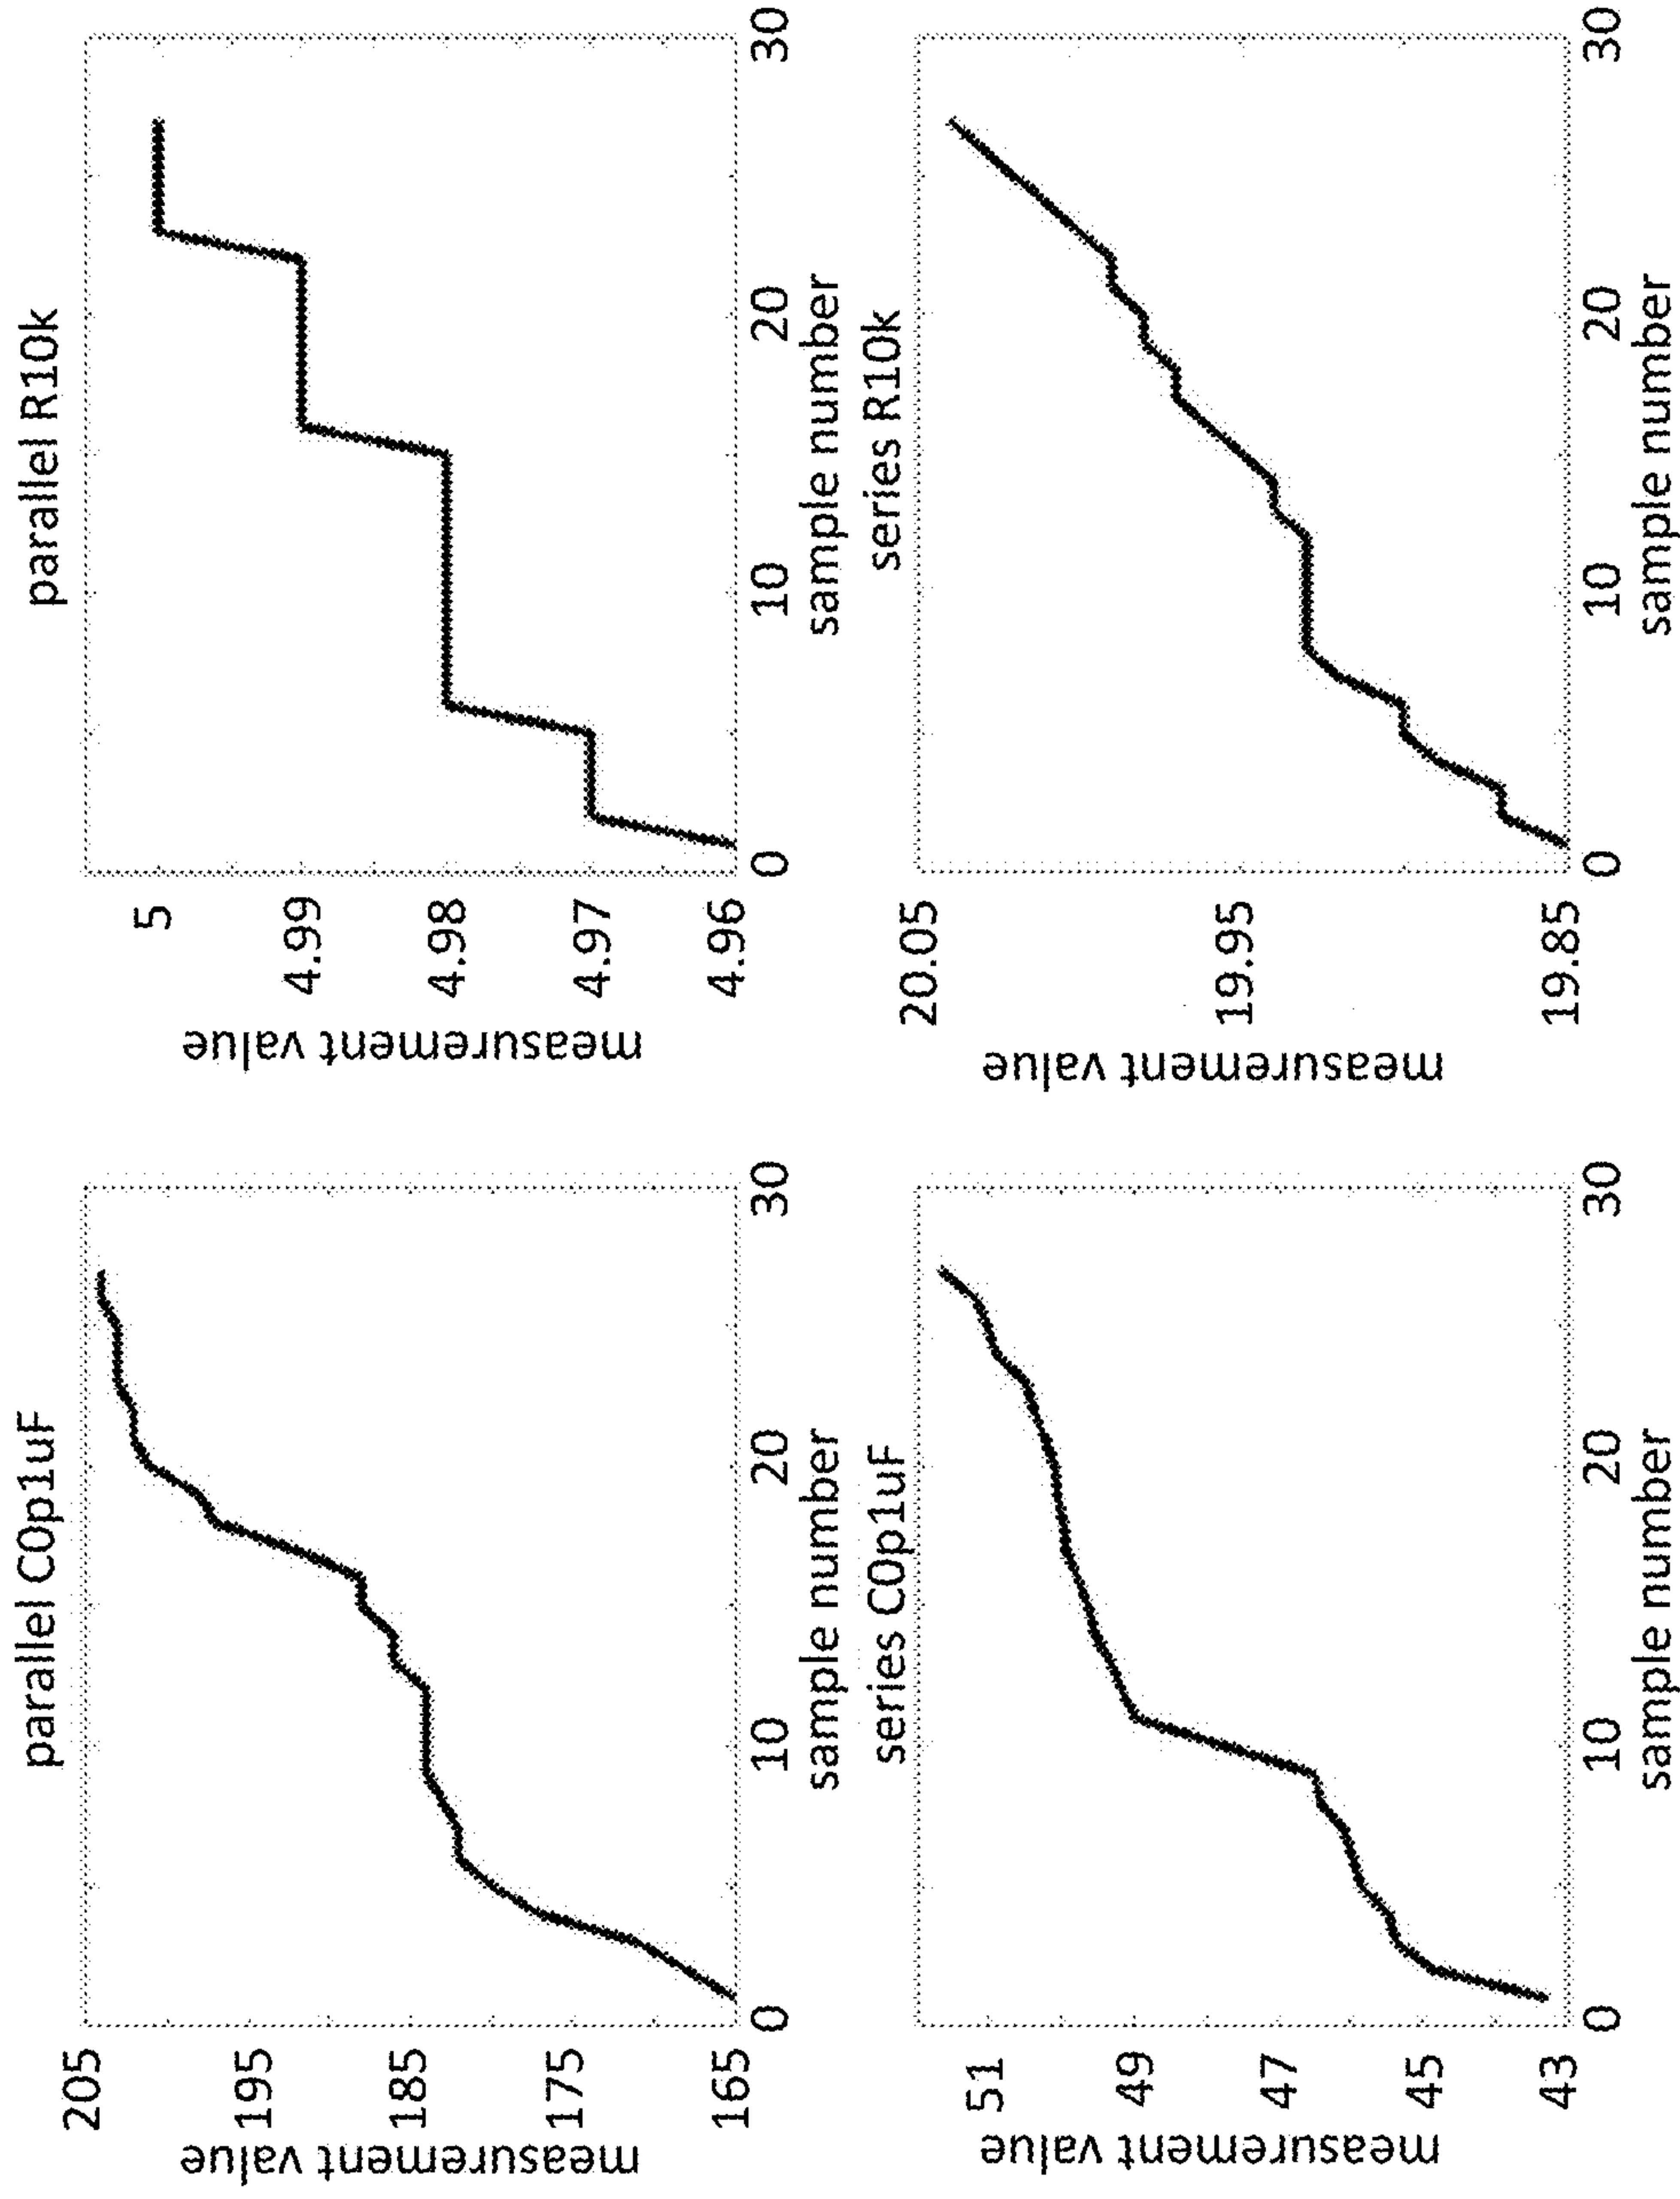 parallel C0p1uF
measurement value
205
195
185
175
165
0
10
20
30
sample number
parallel R10k
measurement value
5
4.99
4.98
4.97
4.96
0
10
20
30
sample number
series C0p1uF
measurement value
51
49
47
45
43
0
10
20
30
sample number
series R10k
measurement value
20.05
19.95
19.85
0
10
20
30
sample number